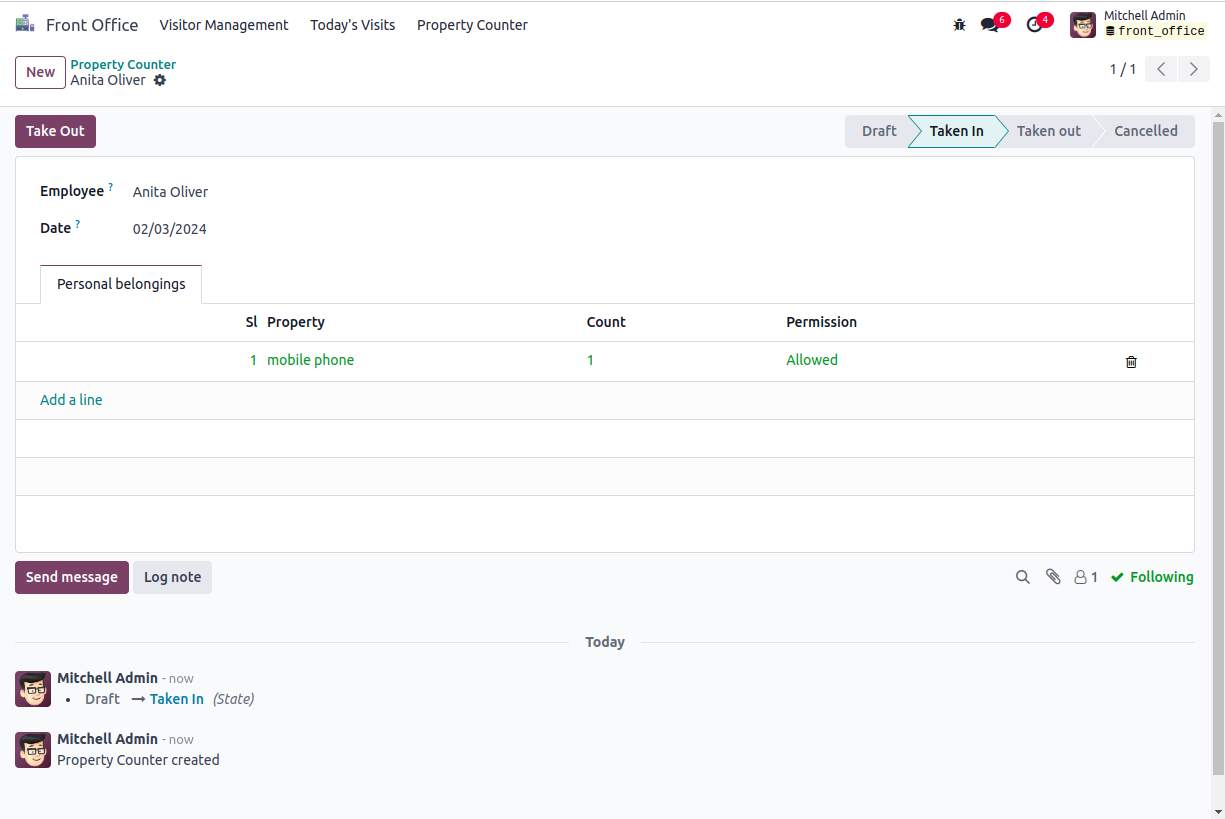 Front Office Visitor Management Today's Visits Property Counter 6 4 Mitchell Admin
front_office
New Property Counter
Anita Oliver 1 / 1
Take Out Draft Taken In Taken out Cancelled
Employee ? Anita Oliver
Date ? 02/03/2024
Personal belongings
Sl Property Count Permission
1 mobile phone 1 Allowed
Add a line
Send message Log note 1 Following
Today
Mitchell Admin - now
• Draft → Taken In (State)
Mitchell Admin - now
Property Counter created